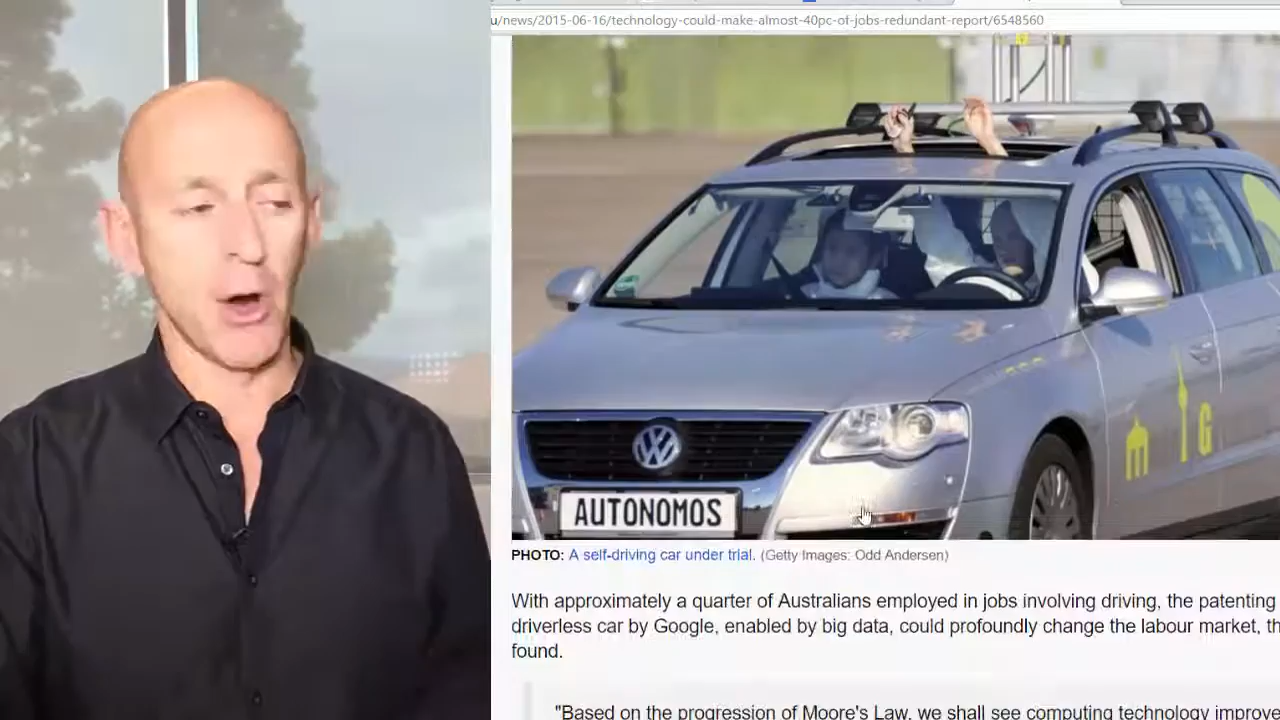 u/news/2015-06-16/technology-could-make-almost-40pc-of-jobs-redundant-report/6548560
G
AUTONOMOS
PHOTO: A self-driving car under trial. (Getty Images: Odd Andersen)
With approximately a quarter of Australians employed in jobs involving driving, the patenting
driverless car by Google, enabled by big data, could profoundly change the labour market, th
found.
"Based on the progression of Moore's Law, we shall see computing technology improve